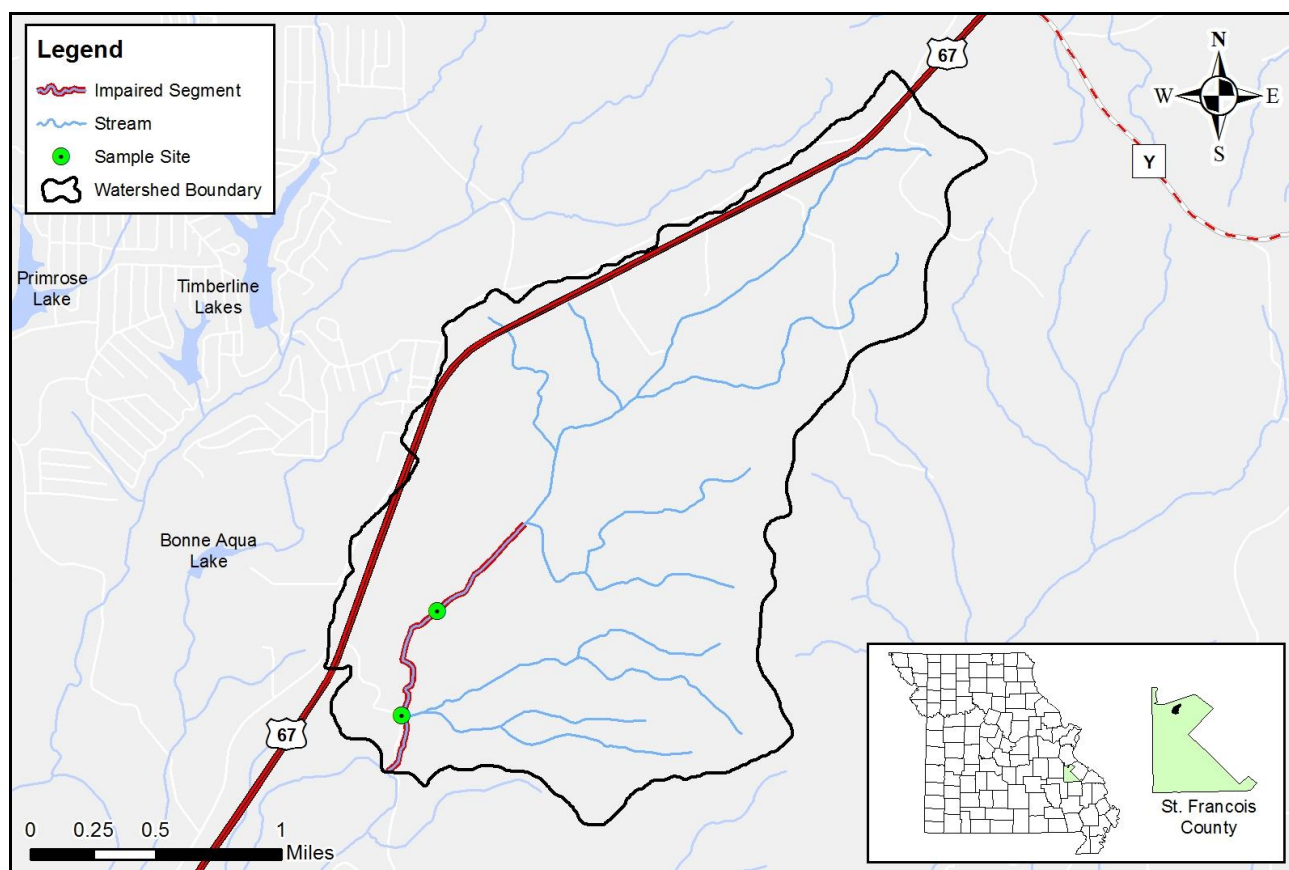 Legend
Impaired Segment
Stream
Sample Site
Watershed Boundary
67
N
W E
S
Y
Primrose
Lake
Timberline
Lakes
Bonne Aqua
Lake
67
0 0.25 0.5 1
Miles
St. Francois
County